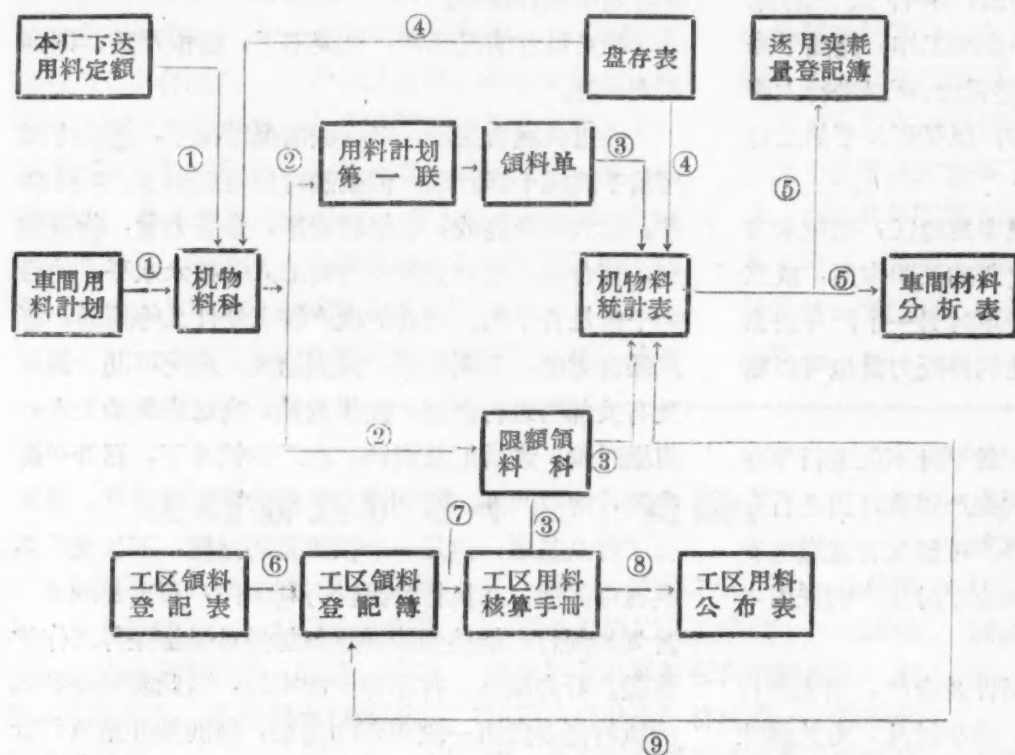 ④
本厂下达
用料定額
盘存表
逐月实耗
量登記簿
①
②
用料計划
第一联
領料单
③
④
⑤
車間用
料計划
①
机物
料科
机物料
統計表
⑤
車間材料
分析表
②
限額領
料科
③
⑦
③
工区領料
登記表
⑥
工区領料
登記簿
工区用料
核算手册
⑧
工区用料
公布表
⑨